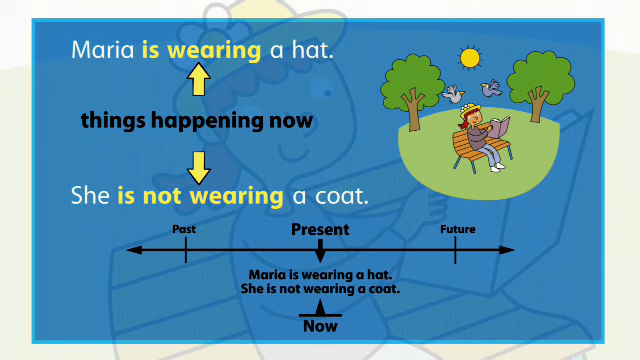 Maria is wearing a hat.
things happening now
She is not wearing a coat.
Past
Present
Future
Maria is wearing a hat.
She is not wearing a coat.
Now